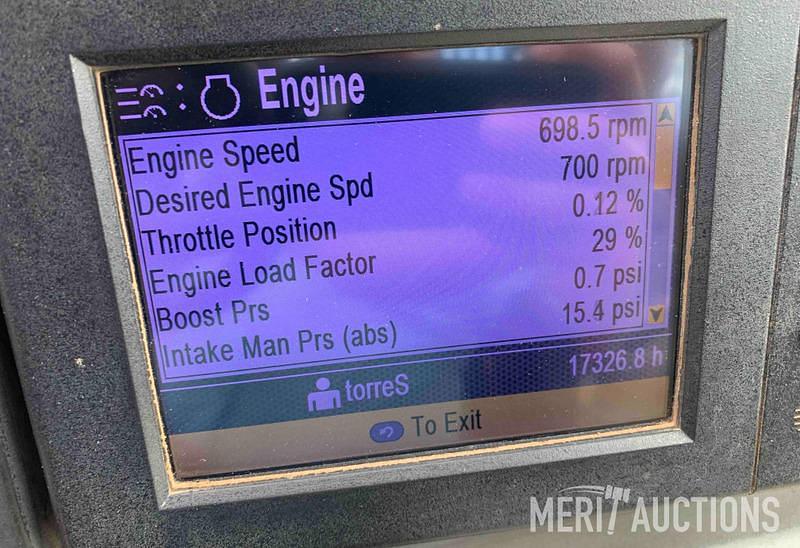 Engine
Engine Speed 698.5 rpm
Desired Engine Spd 700 rpm
Throttle Position 0.12 %
Engine Load Factor 29 %
Boost Prs 0.7 psi
Intake Man Prs (abs) 15.4 psi
torreS 17326.8 h
To Exit
MERIT AUCTIONS